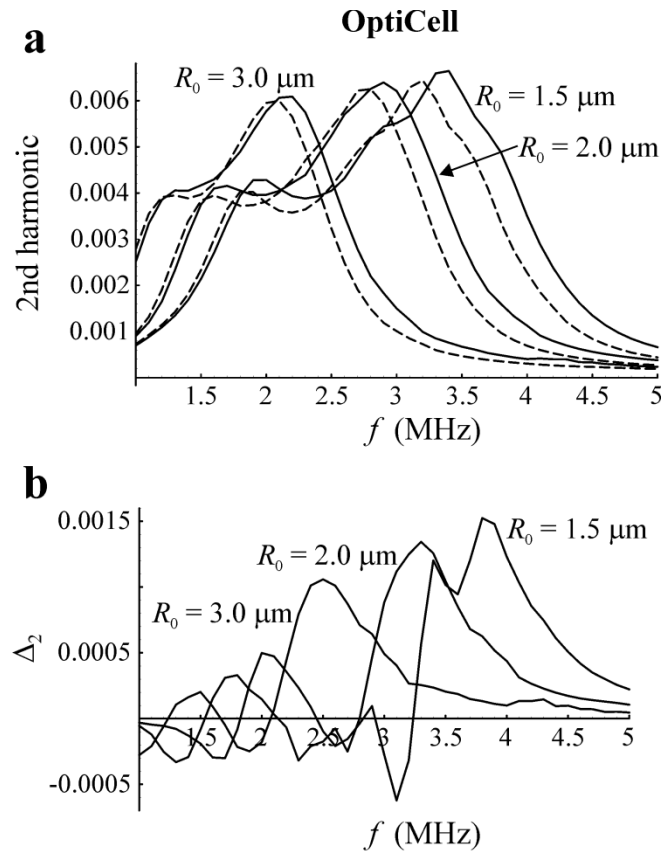 OptiCell
a
R₀ = 3.0 μm
R₀ = 1.5 μm
R₀ = 2.0 μm
2nd harmonic
0.006
0.005
0.004
0.003
0.002
0.001
1.5 2 2.5 3 3.5 4 4.5 5
f (MHz)
b
0.0015
R₀ = 1.5 μm
R₀ = 2.0 μm
R₀ = 3.0 μm
Δ₂
0.0005
1.5 2 2.5 3 3.5 4 4.5 5
-0.0005
f (MHz)